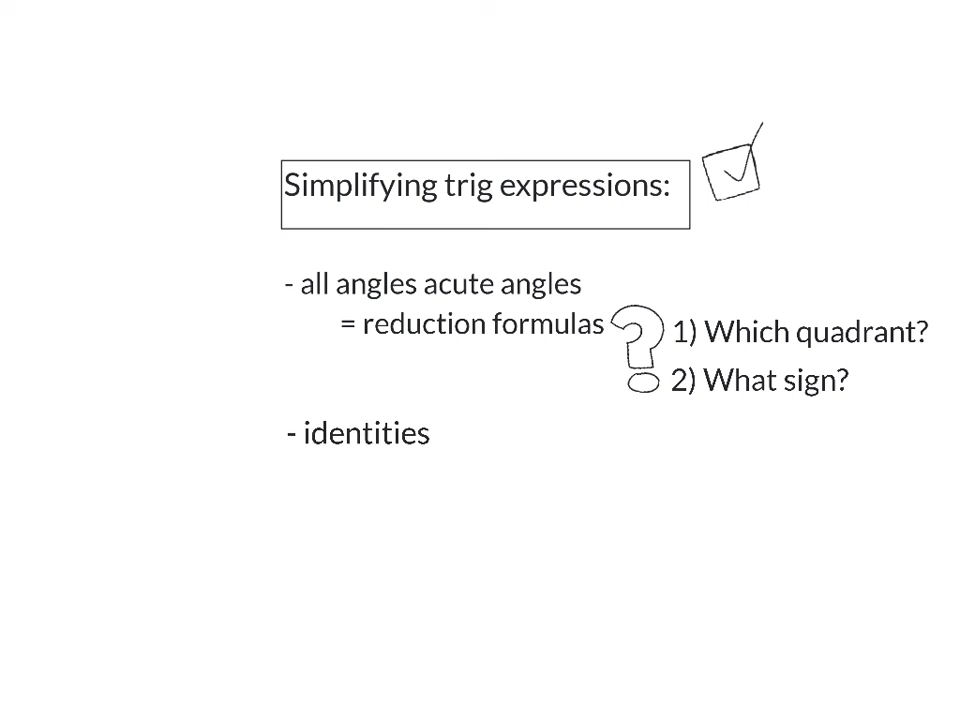 Simplifying trig expressions:
- all angles acute angles
= reduction formulas
1) Which quadrant?
2) What sign?
- identities